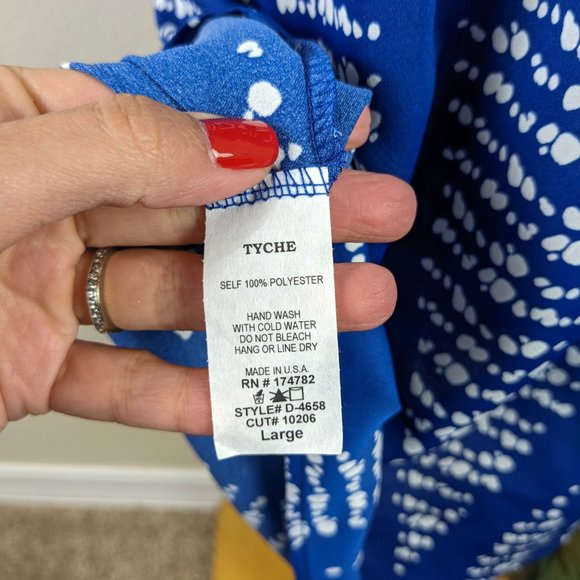 TYCHE
SELF 100% POLYESTER
HAND WASH
WITH COLD WATER
DO NOT BLEACH
HANG OR LINE DRY
MADE IN U.S.A.
RN # 174782
STYLE# D-4658
CUT# 10206
Large